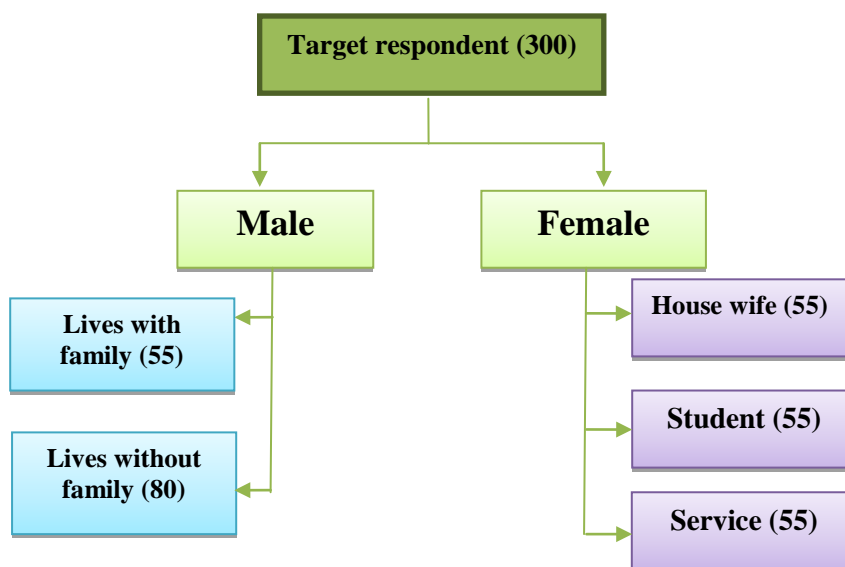 Target respondent (300)
Male
Female
Lives with
family (55)
Lives without
family (80)
House wife (55)
Student (55)
Service (55)